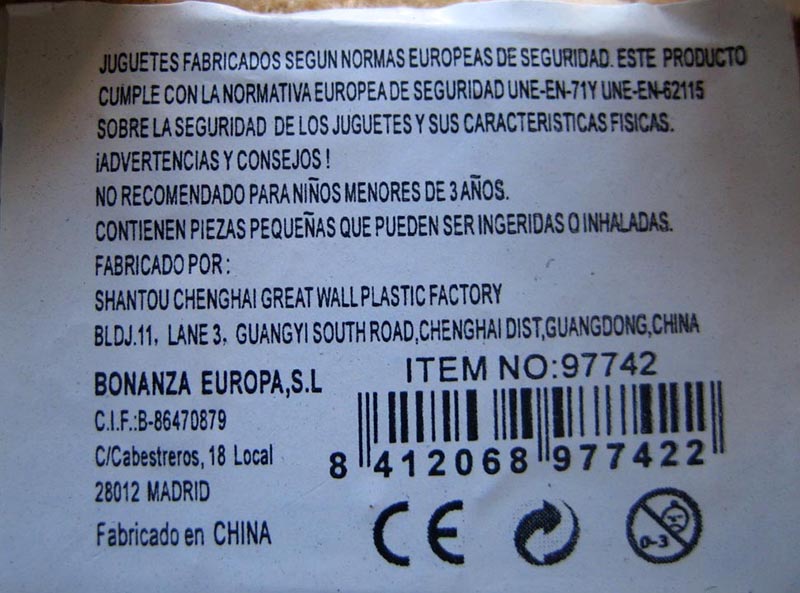 JUGUETES FABRICADOS SEGUN NORMAS EUROPEAS DE SEGURIDAD. ESTE PRODUCTO
CUMPLE CON LA NORMATIVA EUROPEA DE SEGURIDAD UNE-EN-71Y UNE-EN-62115
SOBRE LA SEGURIDAD DE LOS JUGUETES Y SUS CARACTERISTICAS FISICAS.
¡ADVERTENCIAS Y CONSEJOS!
NO RECOMENDADO PARA NIÑOS MENORES DE 3 AÑOS.
CONTIENEN PIEZAS PEQUEÑAS QUE PUEDEN SER INGERIDAS O INHALADAS.
FABRICADO POR:
SHANTOU CHENGHAI GREAT WALL PLASTIC FACTORY
BLDJ.11, LANE 3, GUANGYI SOUTH ROAD,CHENGHAI DIST,GUANGDONG,CHINA
BONANZA EUROPA,S.L
C.I.F.:B-86470879
C/Cabestreros, 18 Local
28012 MADRID
Fabricado en CHINA
ITEM NO:97742
8 412068 977422
CE
0-3